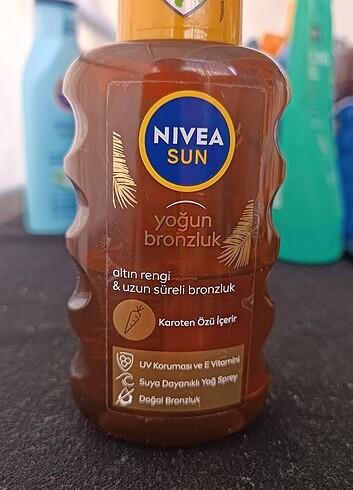 NIVEA
SUN
yoğun
bronzluk
altın rengi
& uzun süreli bronzluk
Karoten Özü İçerir
UV Koruması ve E Vitamini
Suya Dayanıklı Yağ Sprey
Doğal Bronzluk